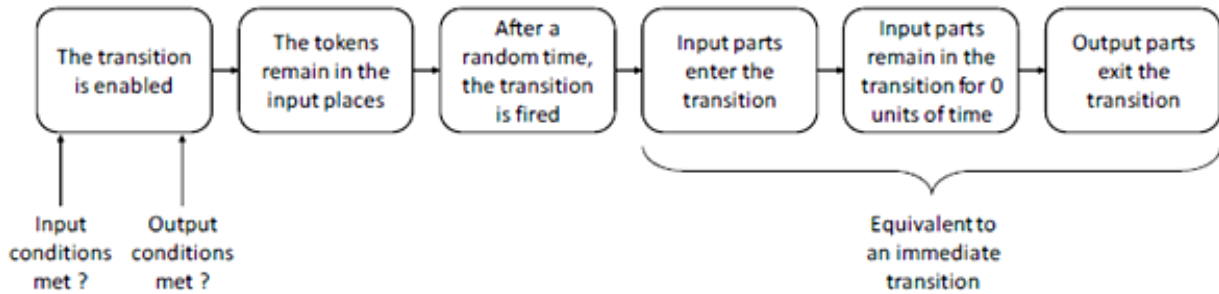 The transition
is enabled
The tokens
remain in the
input places
After a
random time,
the transition
is fired
Input parts
enter the
transition
Input parts
remain in the
transition for 0
units of time
Output parts
exit the
transition
Input
conditions
met ?
Output
conditions
met ?
Equivalent to
an immediate
transition